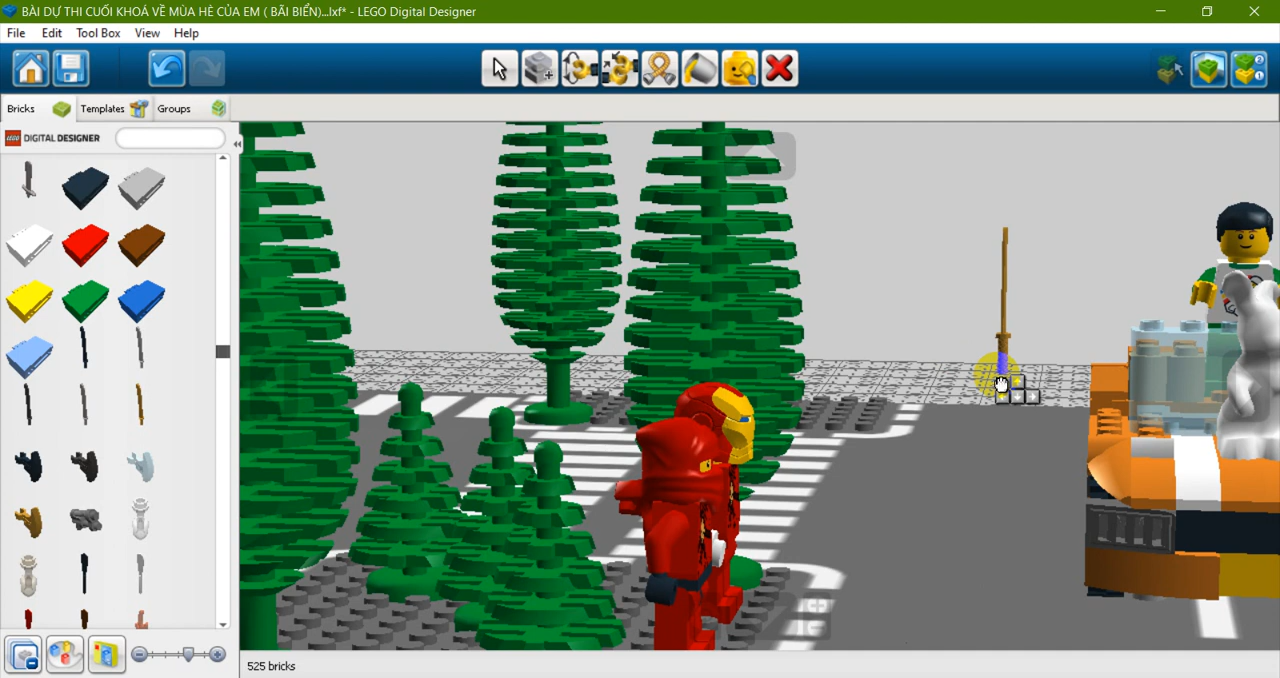 BÀI DỰ THI CUỐI KHOÁ VỀ MÙA HÈ CỦA EM ( BÃI BIỂN)...lxf* - LEGO Digital Designer
File Edit Tool Box View Help
Bricks Templates Groups
LEGO DIGITAL DESIGNER
525 bricks